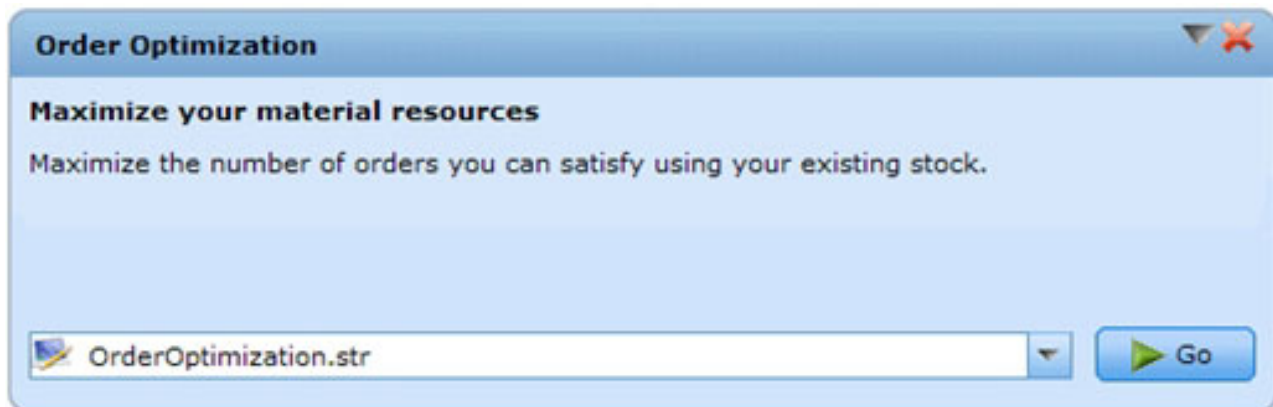 Order Optimization
Maximize your material resources
Maximize the number of orders you can satisfy using your existing stock.
OrderOptimization.str
Go